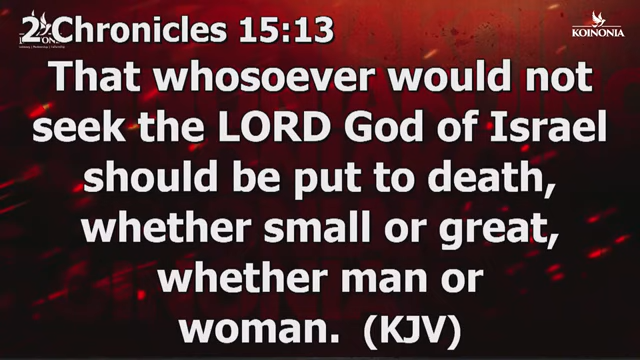 2 Chronicles 15:13
KOINONIA
That whosoever would not
seek the LORD God of Israel
should be put to death,
whether small or great,
whether man or
woman. (KJV)